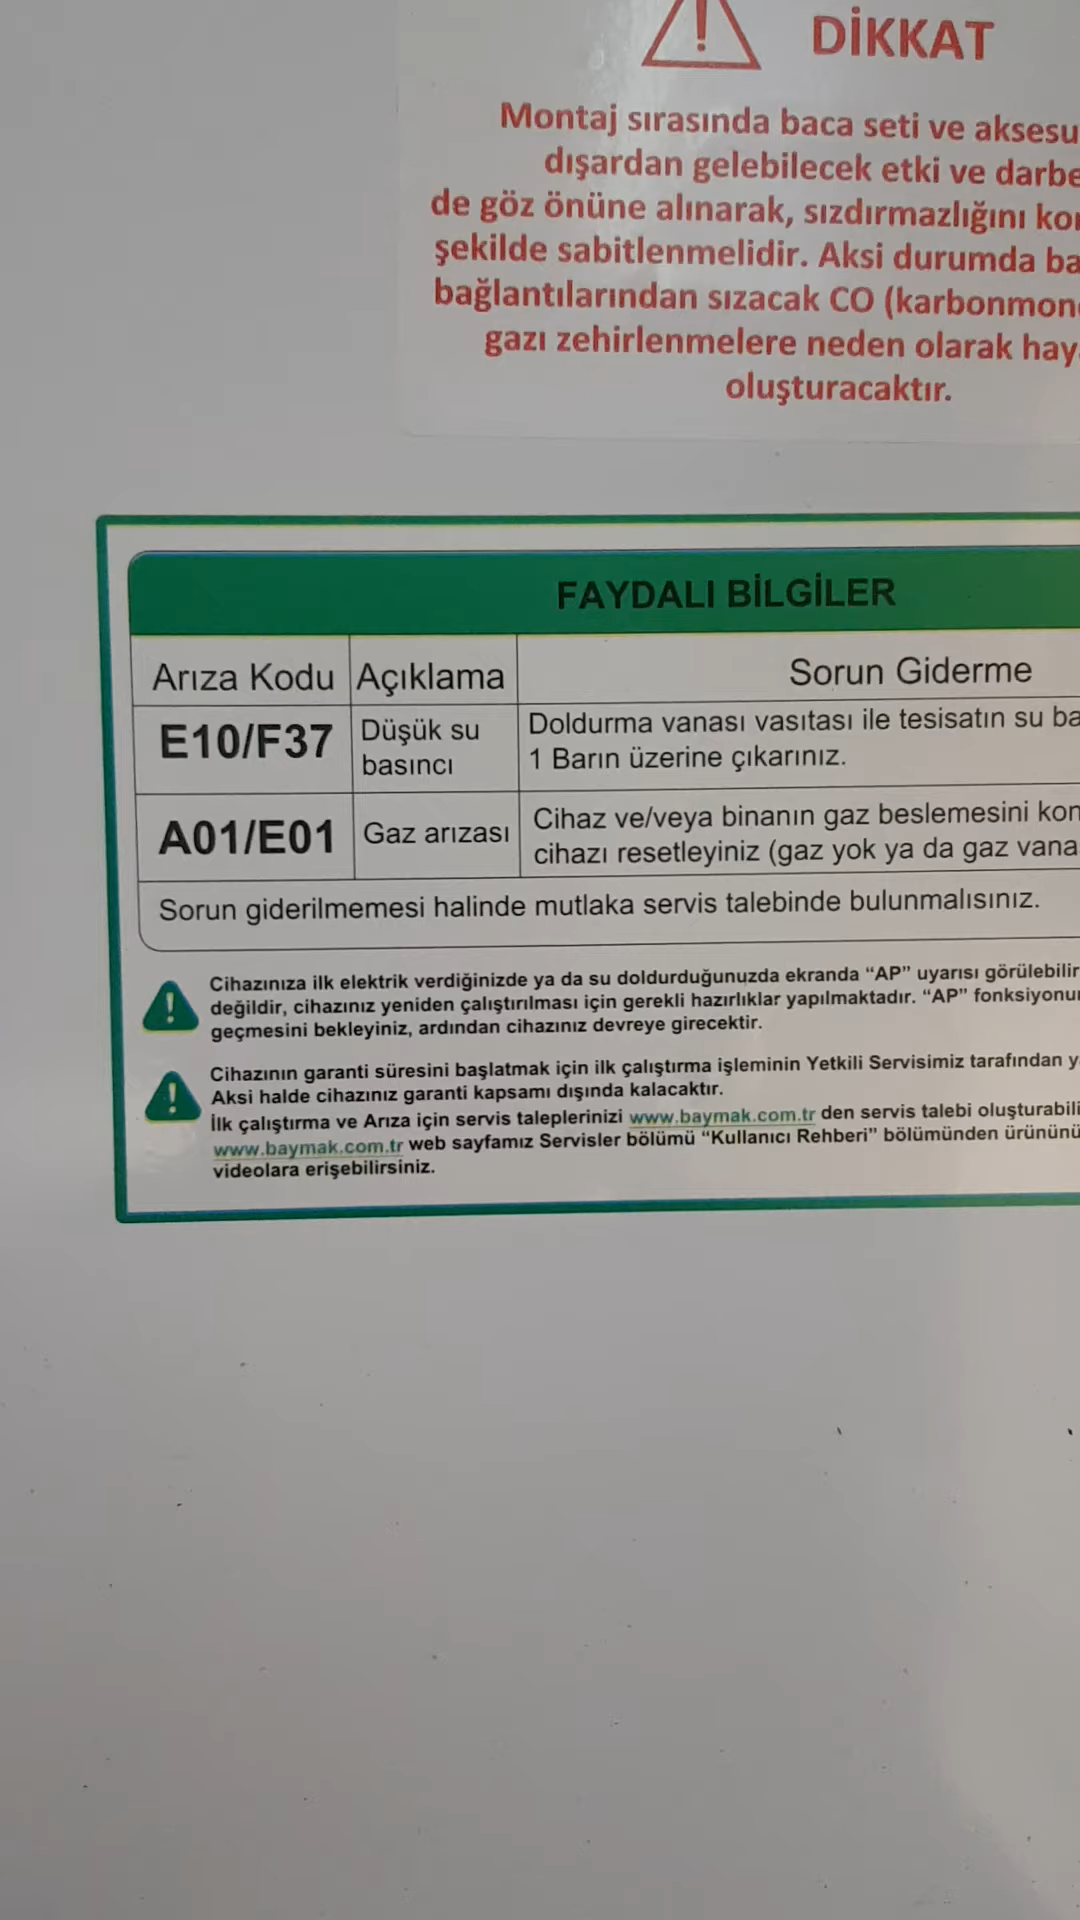 DİKKAT
Montaj sırasında baca seti ve aksesu
dışardan gelebilecek etki ve darbe
de göz önüne alınarak, sızdırmazlığını kor
şekilde sabitlenmelidir. Aksi durumda ba
bağlantılarından sızacak CO (karbonmono
gazı zehirlenmelere neden olarak haya
oluşturacaktır.
FAYDALI BİLGİLER
Arıza Kodu Açıklama Sorun Giderme
E10/F37 Düşük su basıncı Doldurma vanası vasıtası ile tesisatın su ba
1 Barın üzerine çıkarınız.
A01/E01 Gaz arızası Cihaz ve/veya binanın gaz beslemesini kon
cihazı resetleyiniz (gaz yok ya da gaz vana
Sorun giderilmemesi halinde mutlaka servis talebinde bulunmalısınız.
Cihazınıza ilk elektrik verdiğinizde ya da su doldurduğunuzda ekranda “AP” uyarısı görülebilir
değildir, cihazınız yeniden çalıştırılması için gerekli hazırlıklar yapılmaktadır. “AP” fonksiyonu
geçmesini bekleyiniz, ardından cihazınız devreye girecektir.
Cihazının garanti süresini başlatmak için ilk çalıştırma işleminin Yetkili Servisimiz tarafından y
Aksi halde cihazınız garanti kapsamı dışında kalacaktır.
İlk çalıştırma ve Arıza için servis taleplerinizi www.baymak.com.tr den servis talebi oluşturabili
www.baymak.com.tr web sayfamız Servisler bölümü “Kullanıcı Rehberi” bölümünden ürününü
videolara erişebilirsiniz.